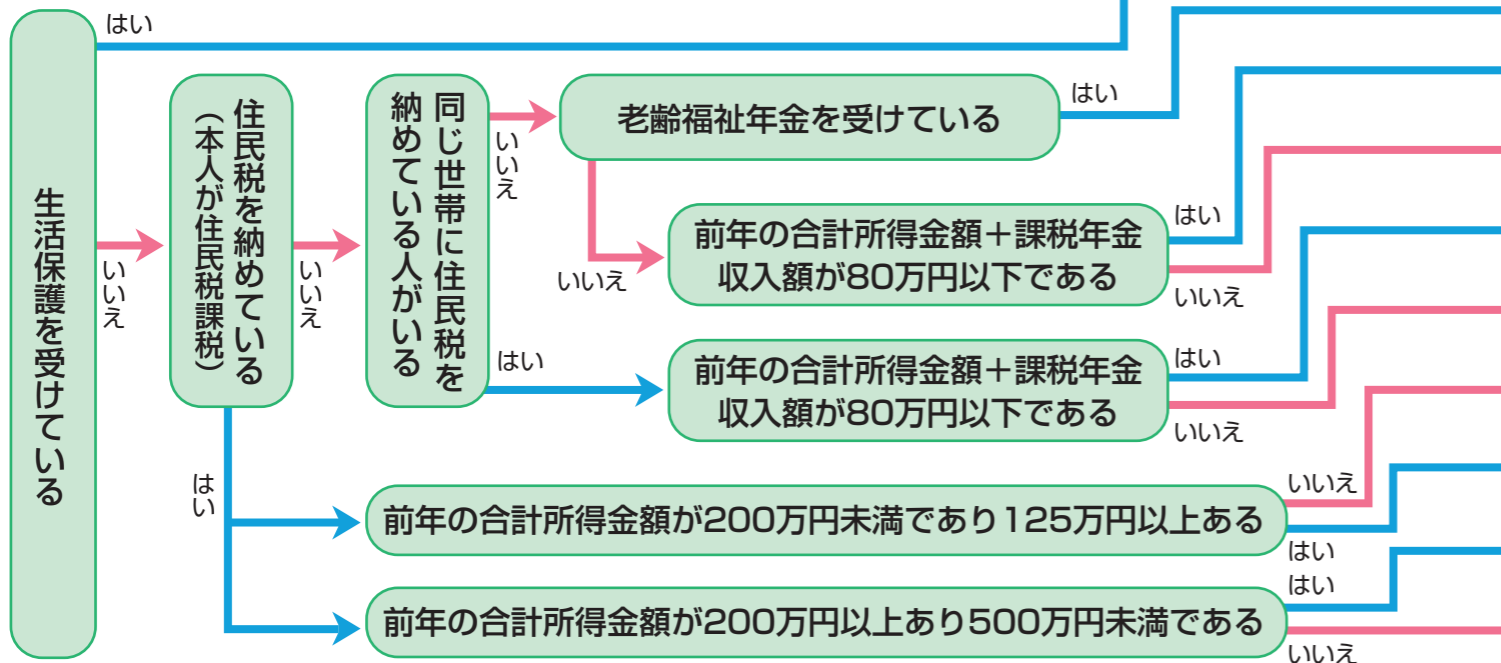 生活保護を受けている
はい
いいえ
住民税を納めている
（本人が住民税課税）
いいえ
はい
同じ世帯に住民税を
納めている人がいる
いいえ
はい
老齢福祉年金を受けている
はい
いいえ
前年の合計所得金額＋課税年金
収入額が80万円以下である
はい
いいえ
前年の合計所得金額＋課税年金
収入額が80万円以下である
はい
いいえ
前年の合計所得金額が200万円未満であり125万円以上ある
いいえ
はい
前年の合計所得金額が200万円以上あり500万円未満である
はい
いいえ